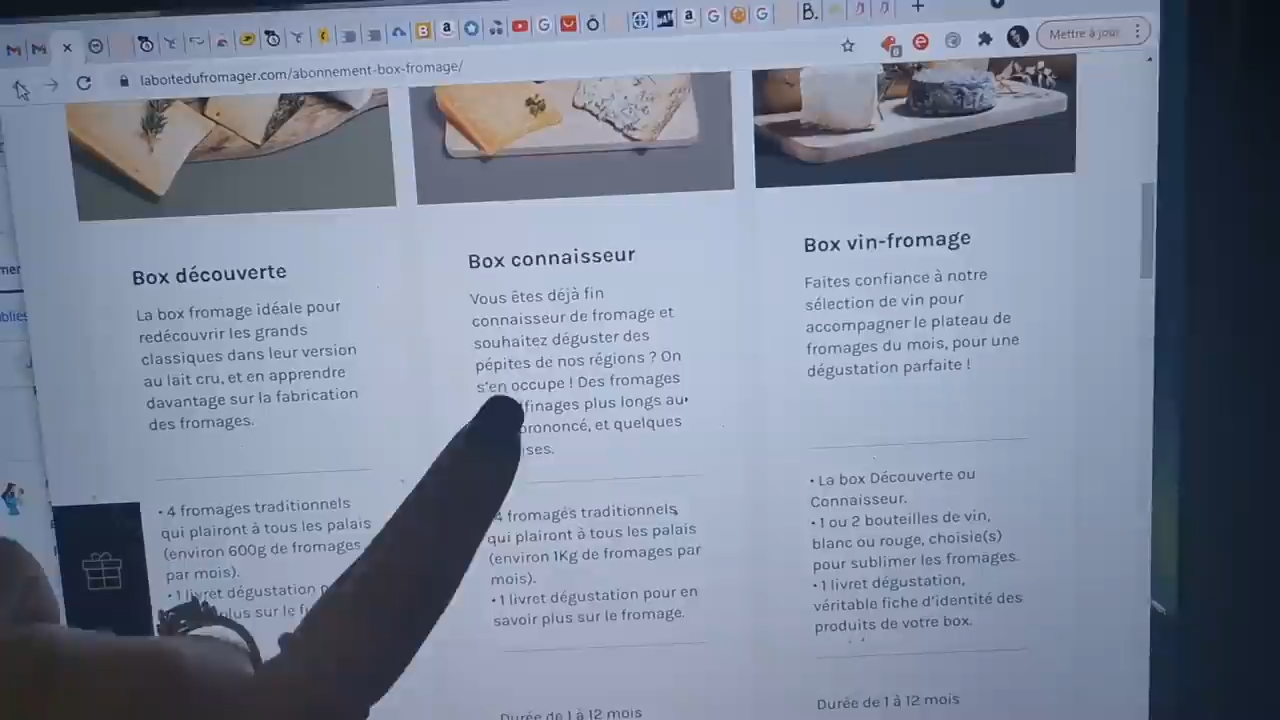 Mettre à jour
laboitedufromager.com/abonnement-box-fromage/
Box découverte
La box fromage idéale pour
redécouvrir les grands
classiques dans leur version
au lait cru, et en apprendre
davantage sur la fabrication
des fromages.
• 4 fromages traditionnels
qui plairont à tous les palais
(environ 600g de fromages
par mois).
• 1 livret dégustation
plus sur le
Box connaisseur
Vous êtes déjà fin
connaisseur de fromage et
souhaitez déguster des
pépites de nos régions ? On
s'en occupe ! Des fromages
finages plus longs au
prononcé, et quelques
ises.
4 fromages traditionnels
qui plairont à tous les palais
(environ 1Kg de fromages par
mois).
• 1 livret dégustation pour en
savoir plus sur le fromage.
Durée de 1 à 12 mois
Box vin-fromage
Faites confiance à notre
sélection de vin pour
accompagner le plateau de
fromages du mois, pour une
dégustation parfaite !
• La box Découverte ou
Connaisseur.
• 1 ou 2 bouteilles de vin,
blanc ou rouge, choisie(s)
pour sublimer les fromages.
• 1 livret dégustation,
véritable fiche d'identité des
produits de votre box.
Durée de 1 à 12 mois